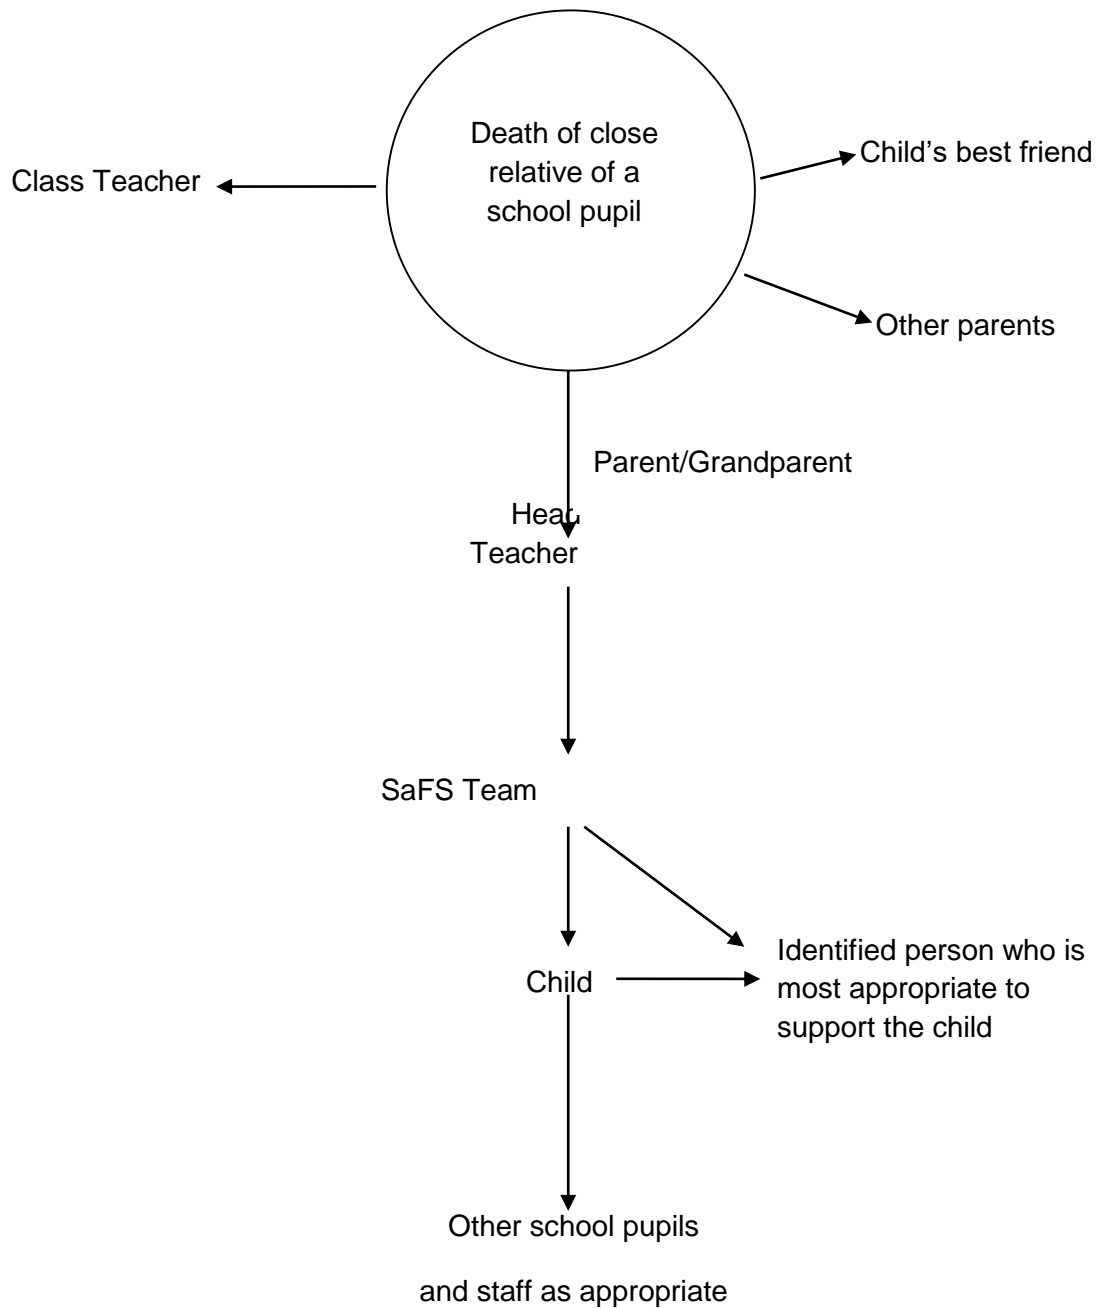 Death of close
relative of a
school pupil
Class Teacher
Child's best friend
Other parents
Parent/Grandparent
Head
Teacher
SaFS Team
Identified person who is
most appropriate to
support the child
Child
Other school pupils
and staff as appropriate